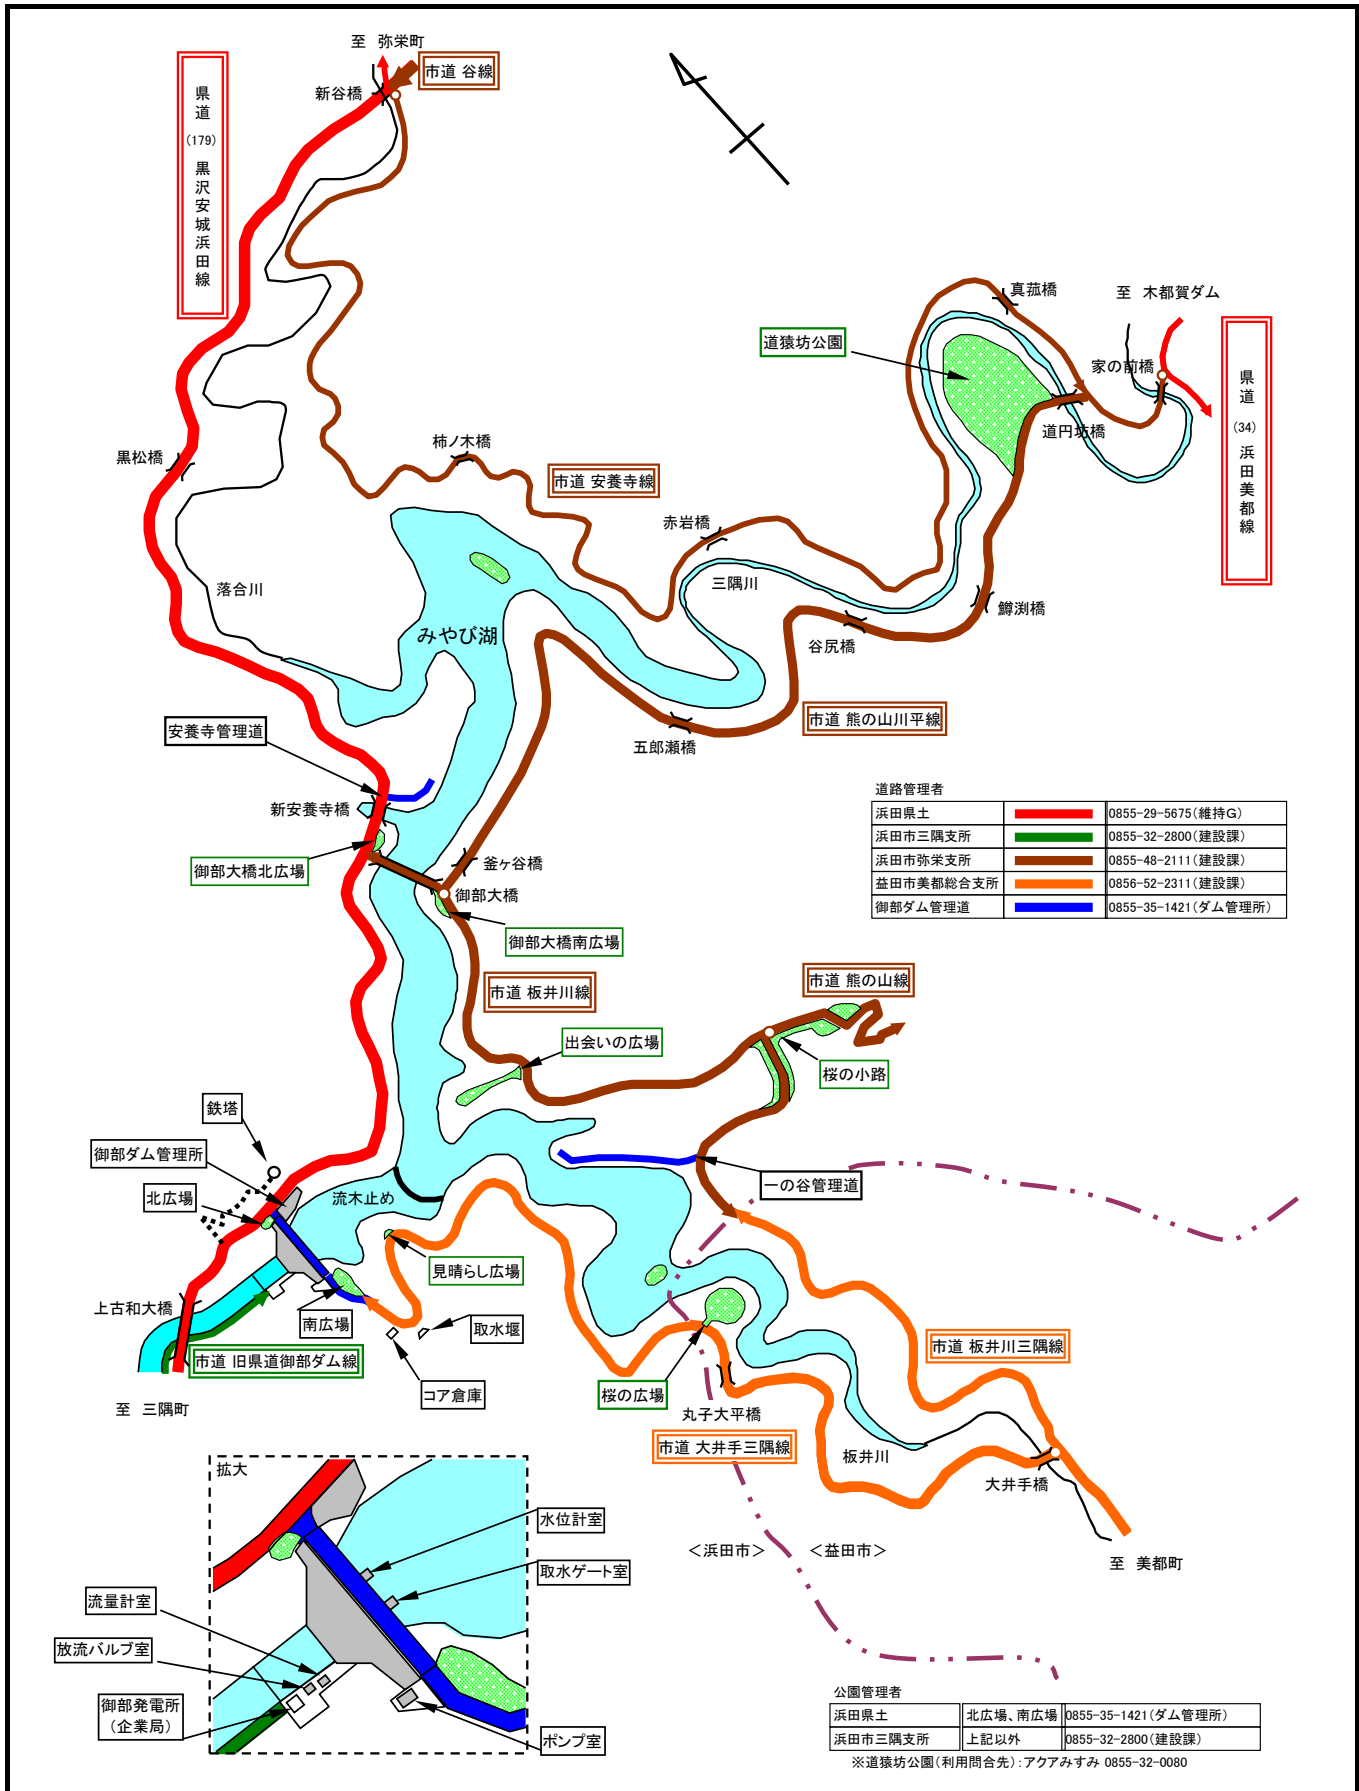 至 弥栄町
市道 谷線
新谷橋
県道 (179) 黒沢安城浜田線
真菰橋
至 木都賀ダム
道猿坊公園
家の前橋
県道 (34) 浜田美都線
道円坊橋
黒松橋
柿ノ木橋
市道 安養寺線
赤岩橋
三隅川
落合川
鱒渕橋
みやび湖
谷尻橋
市道 熊の山川平線
安養寺管理道
五郎瀬橋
新安養寺橋
道路管理者
浜田県土 0855-29-5675(維持G)
浜田市三隅支所 0855-32-2800(建設課)
浜田市弥栄支所 0855-48-2111(建設課)
益田市美都総合支所 0856-52-2311(建設課)
御部ダム管理道 0855-35-1421(ダム管理所)
御部大橋北広場
釜ヶ谷橋
御部大橋
御部大橋南広場
市道 板井川線
市道 熊の山線
出会いの広場
桜の小路
鉄塔
御部ダム管理所
北広場
流木止め
一の谷管理道
見晴らし広場
上古和大橋
南広場
取水堰
市道 旧県道御部ダム線
コア倉庫
至 三隅町
桜の広場
丸子大平橋
市道 板井川三隅線
市道 大井手三隅線
板井川
大井手橋
＜浜田市＞ ＜益田市＞
至 美都町
拡大
水位計室
取水ゲート室
流量計室
放流バルブ室
御部発電所
(企業局)
ポンプ室
公園管理者
浜田県土 北広場、南広場 0855-35-1421(ダム管理所)
浜田市三隅支所 上記以外 0855-32-2800(建設課)
※道猿坊公園(利用問合先)：アクアみすみ 0855-32-0080